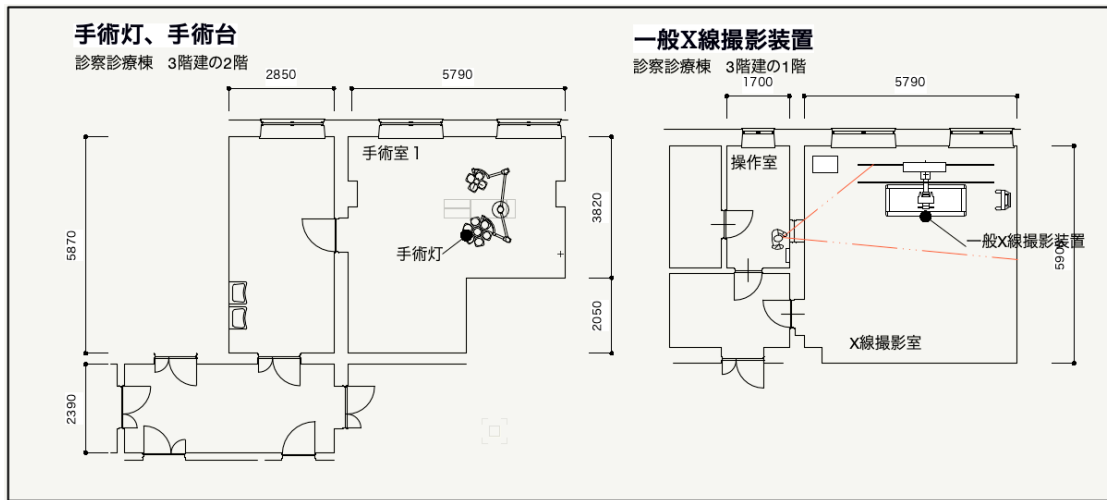 手術灯、手術台
診察診療棟　3階建の2階
2850
5790
手術室1
手術灯
5870
3820
2050
2390
一般X線撮影装置
診察診療棟　3階建の1階
1700
5790
操作室
一般X線撮影装置
5900
X線撮影室